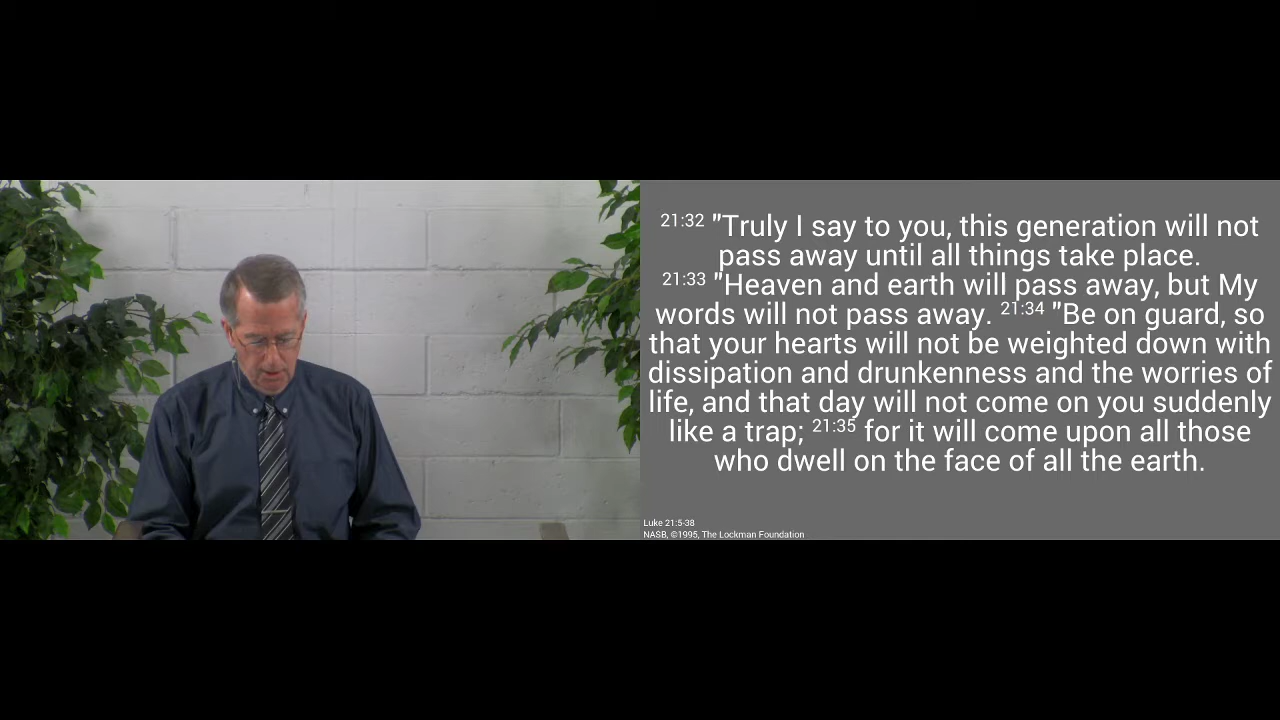 21:32 "Truly I say to you, this generation will not
pass away until all things take place.
21:33 "Heaven and earth will pass away, but My
words will not pass away. 21:34 "Be on guard, so
that your hearts will not be weighted down with
dissipation and drunkenness and the worries of
life, and that day will not come on you suddenly
like a trap; 21:35 for it will come upon all those
who dwell on the face of all the earth.
Luke 21:5-38
NASB, ©1995, The Lockman Foundation